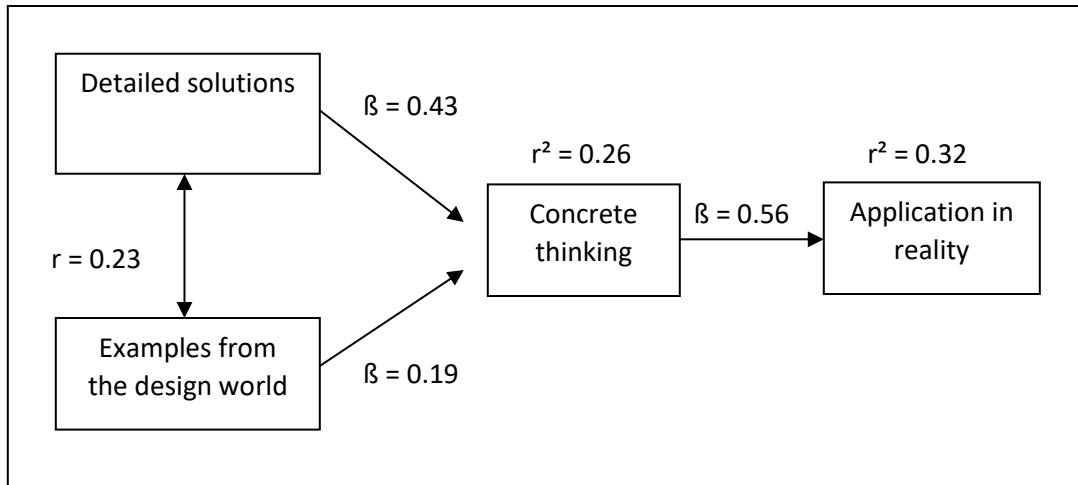 Detailed solutions
ß = 0.43
r² = 0.26
r² = 0.32
Concrete
thinking
ß = 0.56
Application in
reality
r = 0.23
Examples from
the design world
ß = 0.19